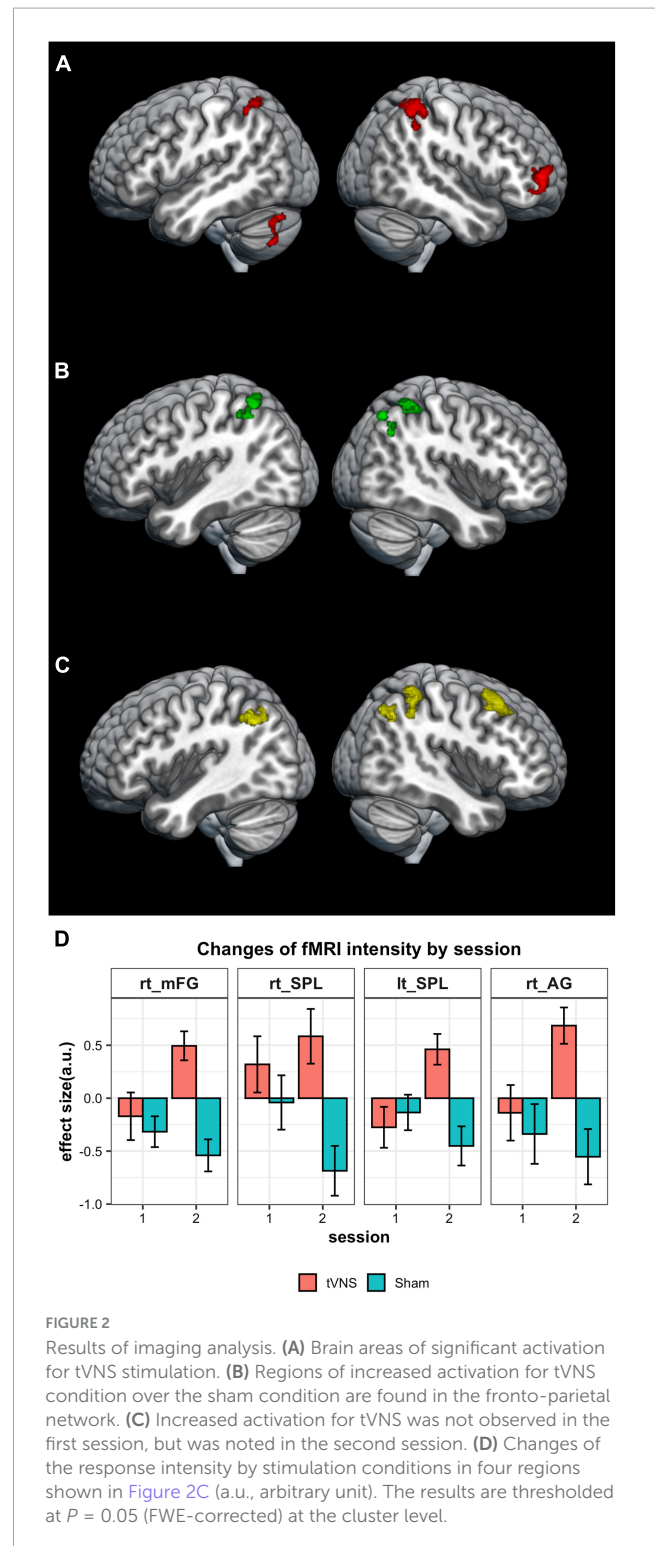 A
B
C
D
Changes of fMRI intensity by session
rt_mFG rt_SPL lt_SPL rt_AG
effect size(a.u.)
0.5
0.0
-0.5
-1.0
1 2 1 2 1 2 1 2
session
tVNS Sham
FIGURE 2
Results of imaging analysis. (A) Brain areas of significant activation
for tVNS stimulation. (B) Regions of increased activation for tVNS
condition over the sham condition are found in the fronto-parietal
network. (C) Increased activation for tVNS was not observed in the
first session, but was noted in the second session. (D) Changes of
the response intensity by stimulation conditions in four regions
shown in Figure 2C (a.u., arbitrary unit). The results are thresholded
at P = 0.05 (FWE-corrected) at the cluster level.